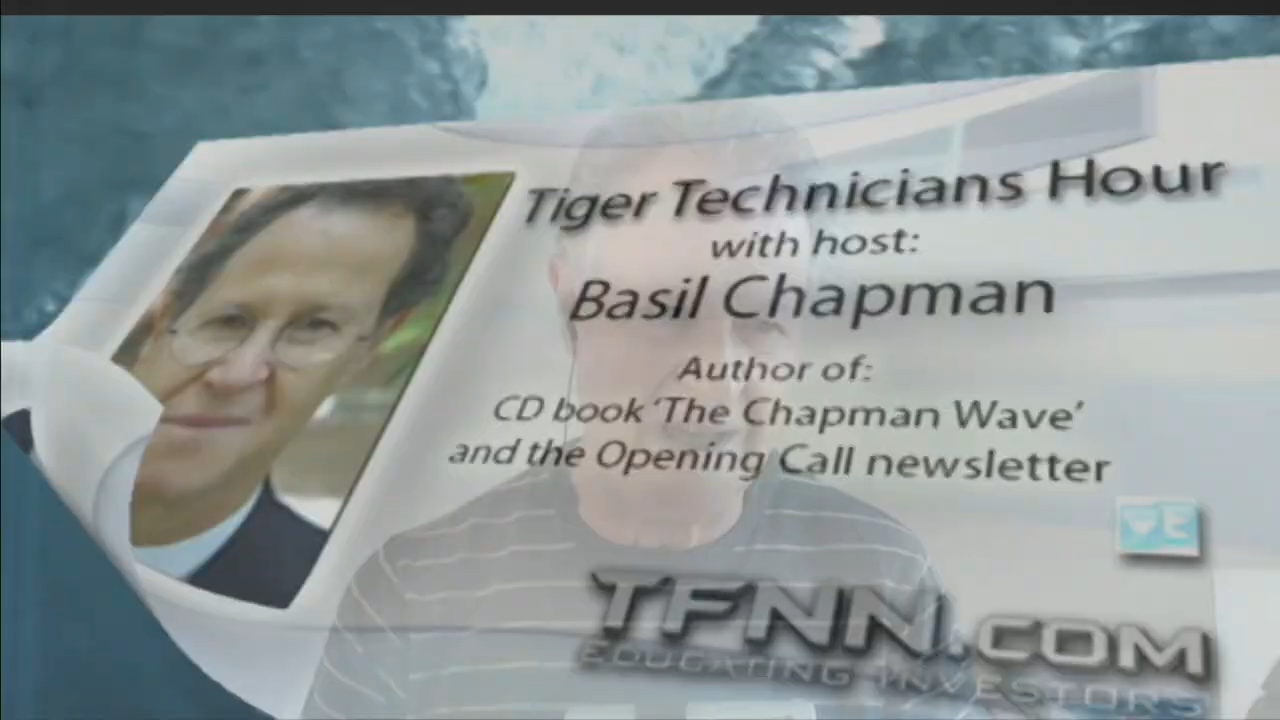 Tiger Technicians Hour
with host:
Basil Chapman
Author of:
CD book 'The Chapman Wave'
and the Opening Call newsletter
TFNN.COM
EDUCATING INVESTORS